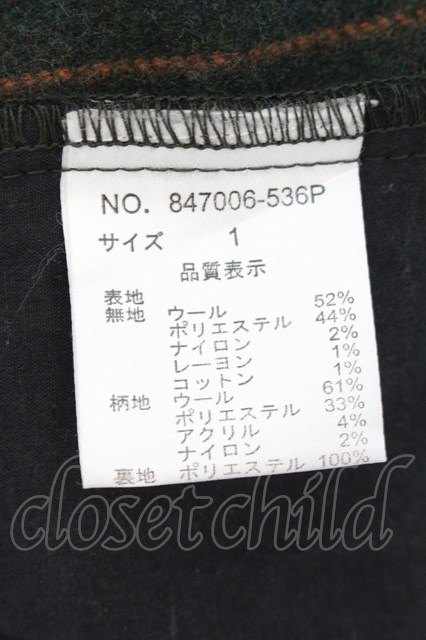 NO. 847006-536P
サイズ 1
品質表示
表地
無地 ウール 52%
ポリエステル 44%
ナイロン 2%
レーヨン 1%
コットン 1%
柄地 ウール 61%
ポリエステル 33%
アクリル 4%
ナイロン 2%
裏地 ポリエステル 100%
closetchild